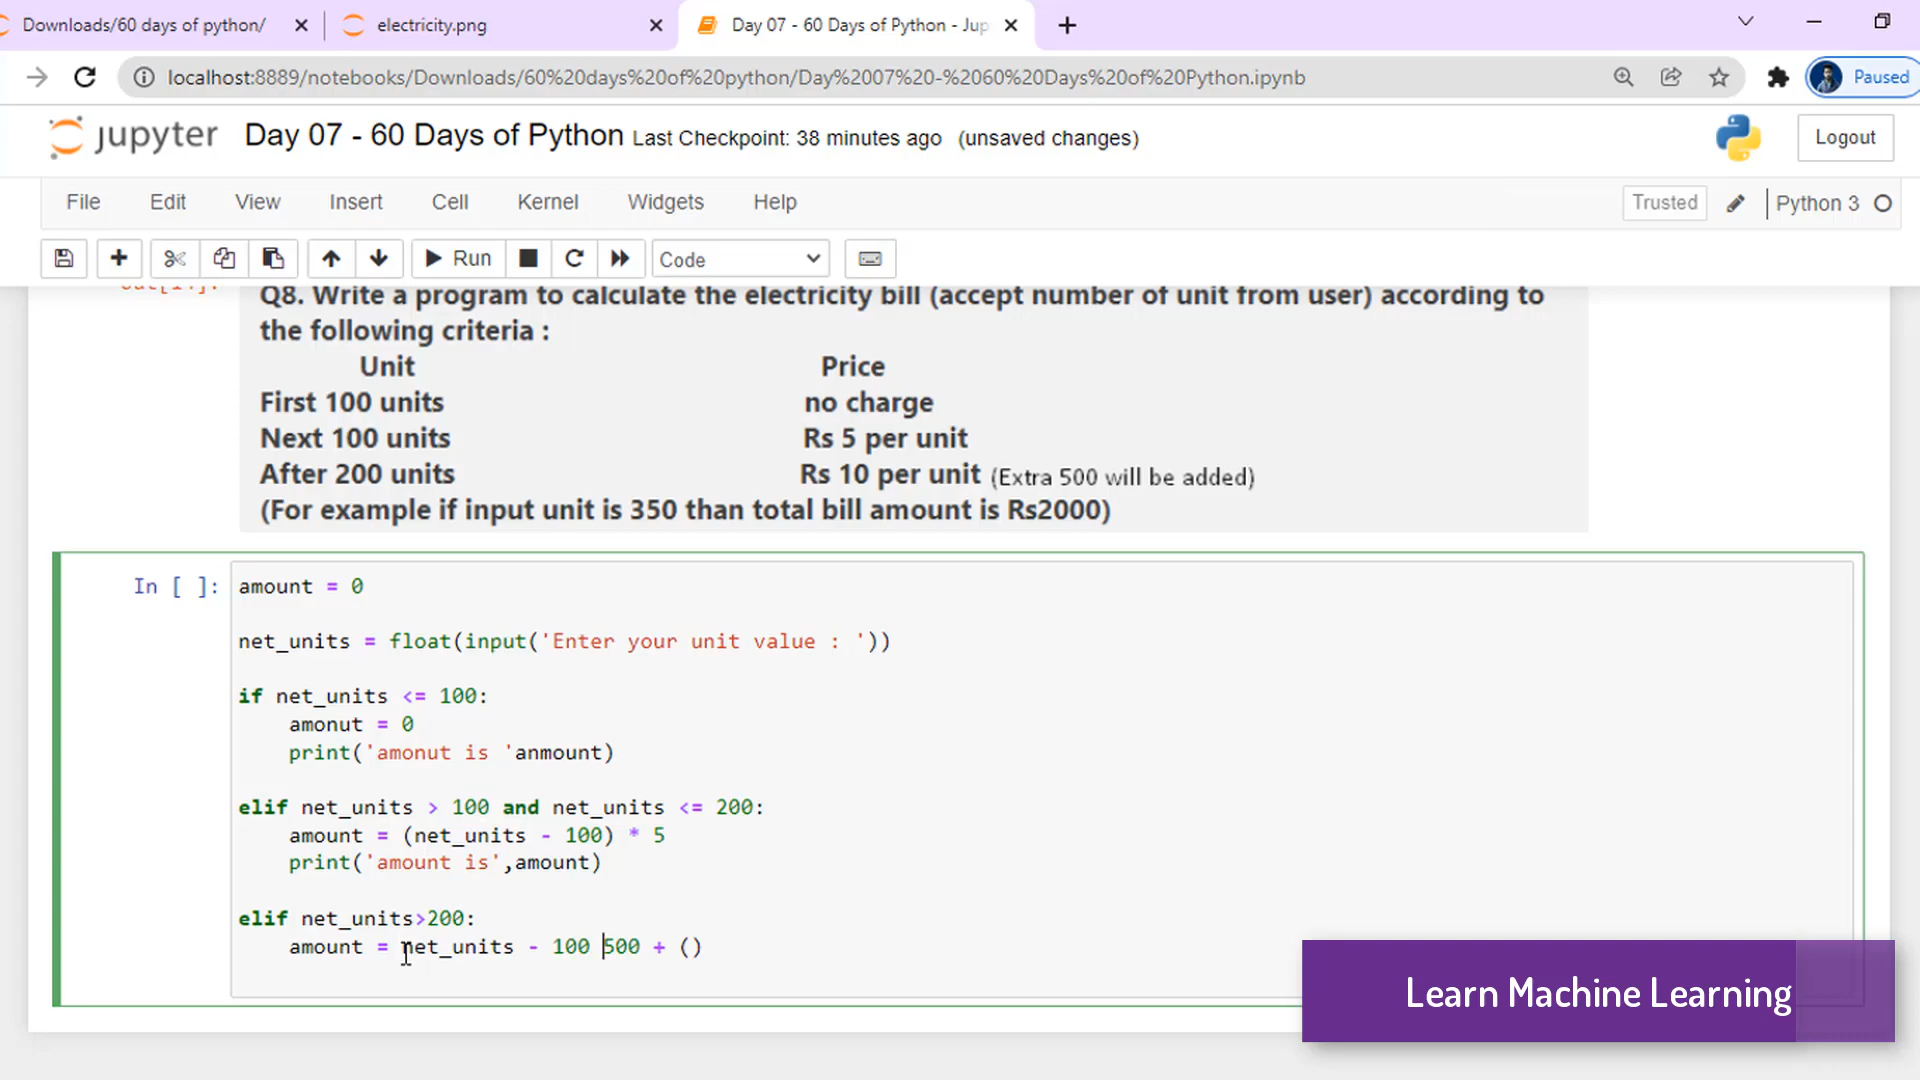 Downloads/60 days of python/
electricity.png
Day 07 - 60 Days of Python - Jup
localhost:8889/notebooks/Downloads/60%20days%20of%20python/Day%2007%20-%2060%20Days%20of%20Python.ipynb
Paused
jupyter Day 07 - 60 Days of Python Last Checkpoint: 38 minutes ago (unsaved changes)
Logout
File Edit View Insert Cell Kernel Widgets Help
Trusted Python 3
Run Code
Q8. Write a program to calculate the electricity bill (accept number of unit from user) according to
the following criteria :
Unit Price
First 100 units no charge
Next 100 units Rs 5 per unit
After 200 units Rs 10 per unit (Extra 500 will be added)
(For example if input unit is 350 than total bill amount is Rs2000)
In [ ]: amount = 0
net_units = float(input('Enter your unit value : '))
if net_units <= 100:
amonut = 0
print('amonut is 'anmount)
elif net_units > 100 and net_units <= 200:
amount = (net_units - 100) * 5
print('amount is',amount)
elif net_units>200:
amount = net_units - 100 500 + ()
Learn Machine Learning